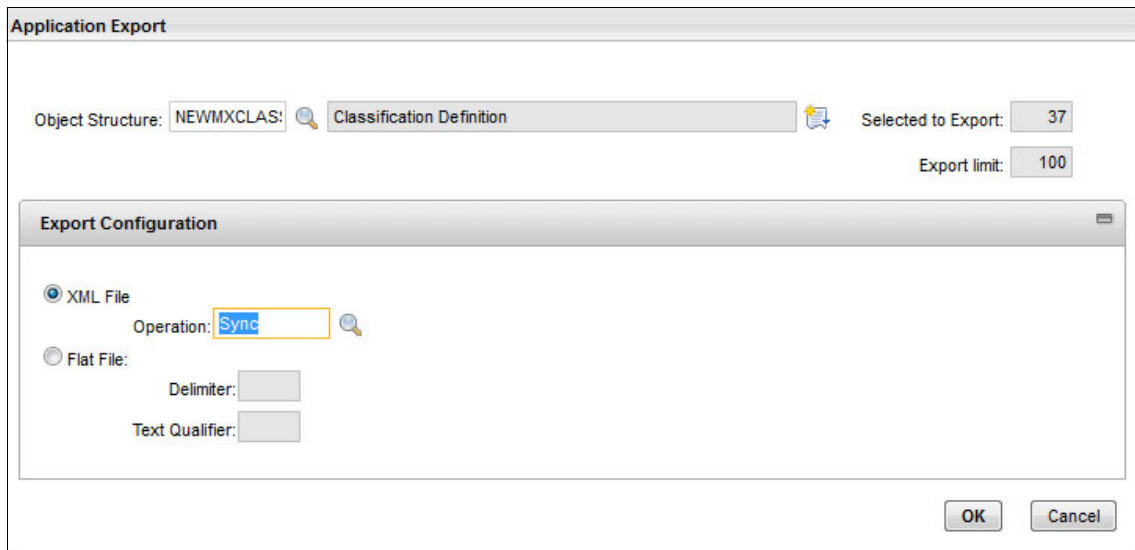 Application Export
Object Structure: NEWMXCLAS Classification Definition Selected to Export: 37
Export limit: 100
Export Configuration
XML File
Operation: Sync
Flat File:
Delimiter:
Text Qualifier:
OK Cancel